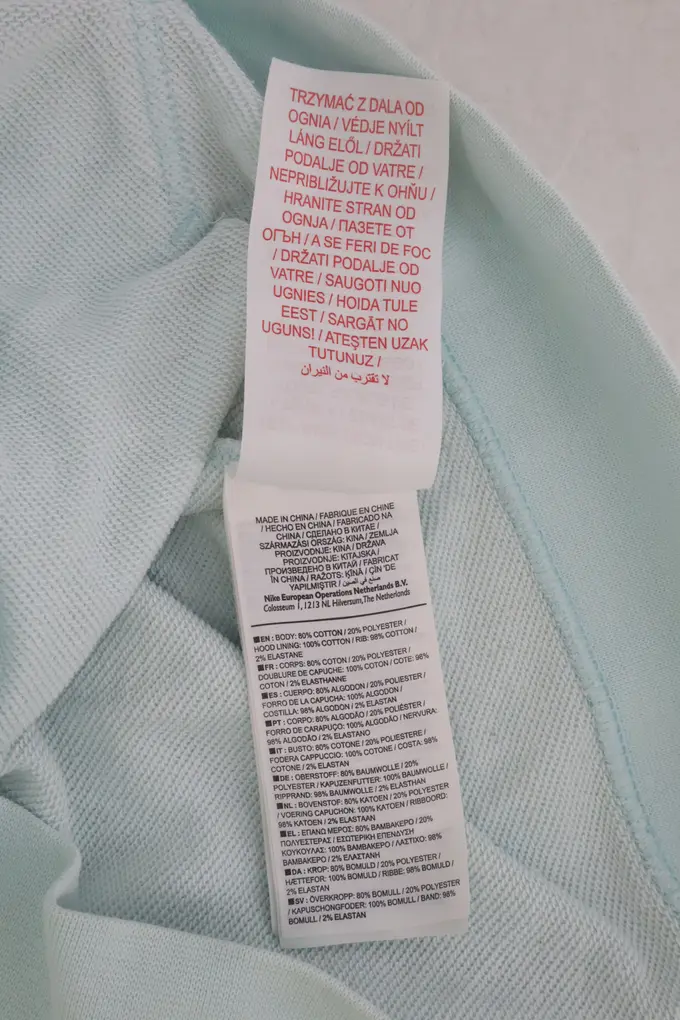 TRZYMAĆ Z DALA OD
OGNIA / VÉDJE NYÍLT
LÁNG ELŐL / DRŽATI
PODALJE OD VATRE /
NEPRIBLIŽUJTE K OHŇU /
HRANITE STRAN OD
OGNJA / ПАЗЕТЕ ОТ
ОГЪН / A SE FERI DE FOC
/ DRŽATI PODALJE OD
VATRE / SAUGOTI NUO
UGNIES / HOIDA TULE
EEST / SARGĀT NO
UGUNS! / ATEŞTEN UZAK
TUTUNUZ /
لا تقترب من النيران
MADE IN CHINA / FABRIQUE EN CHINE
/ HECHO EN CHINA / FABRICADO NA
CHINA / СДЕЛАНО В КИТАЕ /
SZÁRMAZÁSI ORSZÁG: KINA / ZEMLJA
PROIZVODNJE: KINA / DRŽAVA
PROIZVODNJE: KITAJSKA /
ПРОИЗВЕДЕНО В КИТАЙ / FABRICAT
ÎN CHINA / RAŽOTS: ĶĪNĀ / ÇİN 'DE
YAPILMIŞTIR / صنع في الصين
Nike European Operations Netherlands B.V.
Colosseum 1, 1213 NL Hilversum, The Netherlands
EN : BODY: 80% COTTON / 20% POLYESTER /
HOOD LINING: 100% COTTON / RIB: 98% COTTON /
2% ELASTANE
FR : CORPS: 80% COTON / 20% POLYESTER /
DOUBLURE DE CAPUCHE: 100% COTON / COTE: 98%
COTON / 2% ELASTHANNE
ES : CUERPO: 80% ALGODON / 20% POLIESTER /
FORRO DE LA CAPUCHA: 100% ALGODON /
COSTILLA: 98% ALGODON / 2% ELASTAN
PT : CORPO: 80% ALGODÃO / 20% POLIÉSTER /
FORRO DE CARAPUÇO: 100% ALGODÃO / NERVURA:
98% ALGODÃO / 2% ELASTANO
IT : BUSTO: 80% COTONE / 20% POLIESTERE /
FODERA CAPPUCCIO: 100% COTONE / COSTA: 98%
COTONE / 2% ELASTAN
DE : OBERSTOFF: 80% BAUMWOLLE / 20%
POLYESTER / KAPUZENFUTTER: 100% BAUMWOLLE /
RIPPRAND: 98% BAUMWOLLE / 2% ELASTHAN
NL : BOVENSTOF: 80% KATOEN / 20% POLYESTER
/ VOERING CAPUCHON: 100% KATOEN / RIBBOORD:
98% KATOEN / 2% ELASTAAN
EL : ΕΠΑΝΩ ΜΕΡΟΣ: 80% ΒΑΜΒΑΚΕΡΟ / 20%
ΠΟΛΥΕΣΤΕΡΑΣ / ΕΣΩΤΕΡΙΚΗ ΕΠΕΝΔΥΣΗ
ΚΟΥΚΟΥΛΑΣ: 100% ΒΑΜΒΑΚΕΡΟ / ΛΑΣΤΙΧΟ: 98%
ΒΑΜΒΑΚΕΡΟ / 2% ΕΛΑΣΤΑΝΗ
DA : KROP: 80% BOMULD / 20% POLYESTER /
HÆTTEFOR: 100% BOMULD / RIBBE: 98% BOMULD /
2% ELASTAN
SV : ÖVERKROPP: 80% BOMULL / 20% POLYESTER
/ KAPUSCHONGFODER: 100% BOMULL / BAND: 98%
BOMULL / 2% ELASTAN